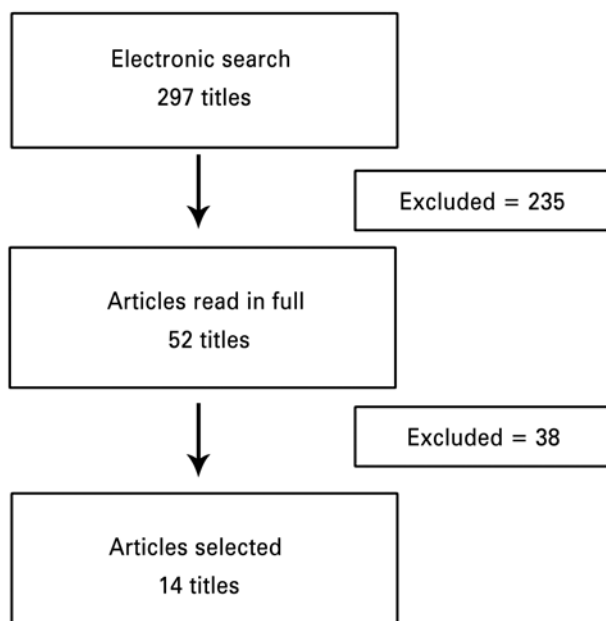 Electronic search
297 titles
Excluded = 235
Articles read in full
52 titles
Excluded = 38
Articles selected
14 titles